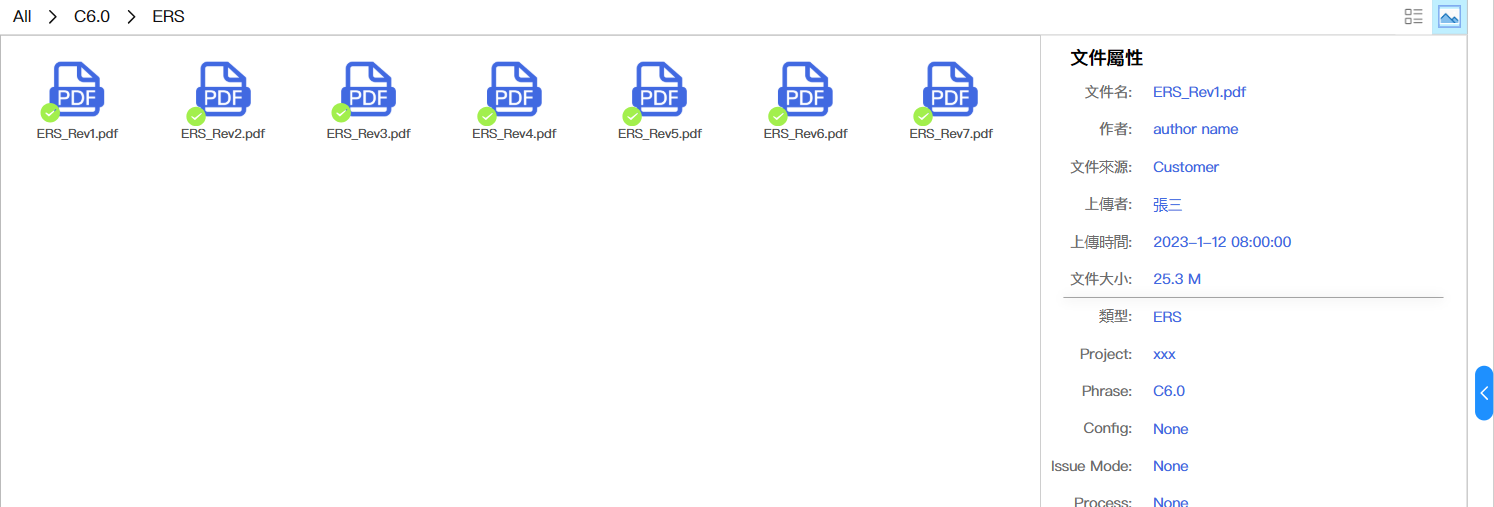 All > C6.0 > ERS
PDF PDF PDF PDF PDF PDF PDF
ERS_Rev1.pdf ERS_Rev2.pdf ERS_Rev3.pdf ERS_Rev4.pdf ERS_Rev5.pdf ERS_Rev6.pdf ERS_Rev7.pdf
文件屬性
文件名: ERS_Rev1.pdf
作者: author name
文件來源: Customer
上傳者: 張三
上傳時間: 2023-1-12 08:00:00
文件大小: 25.3 M
類型: ERS
Project: xxx
Phrase: C6.0
Config: None
Issue Mode: None
Process: None